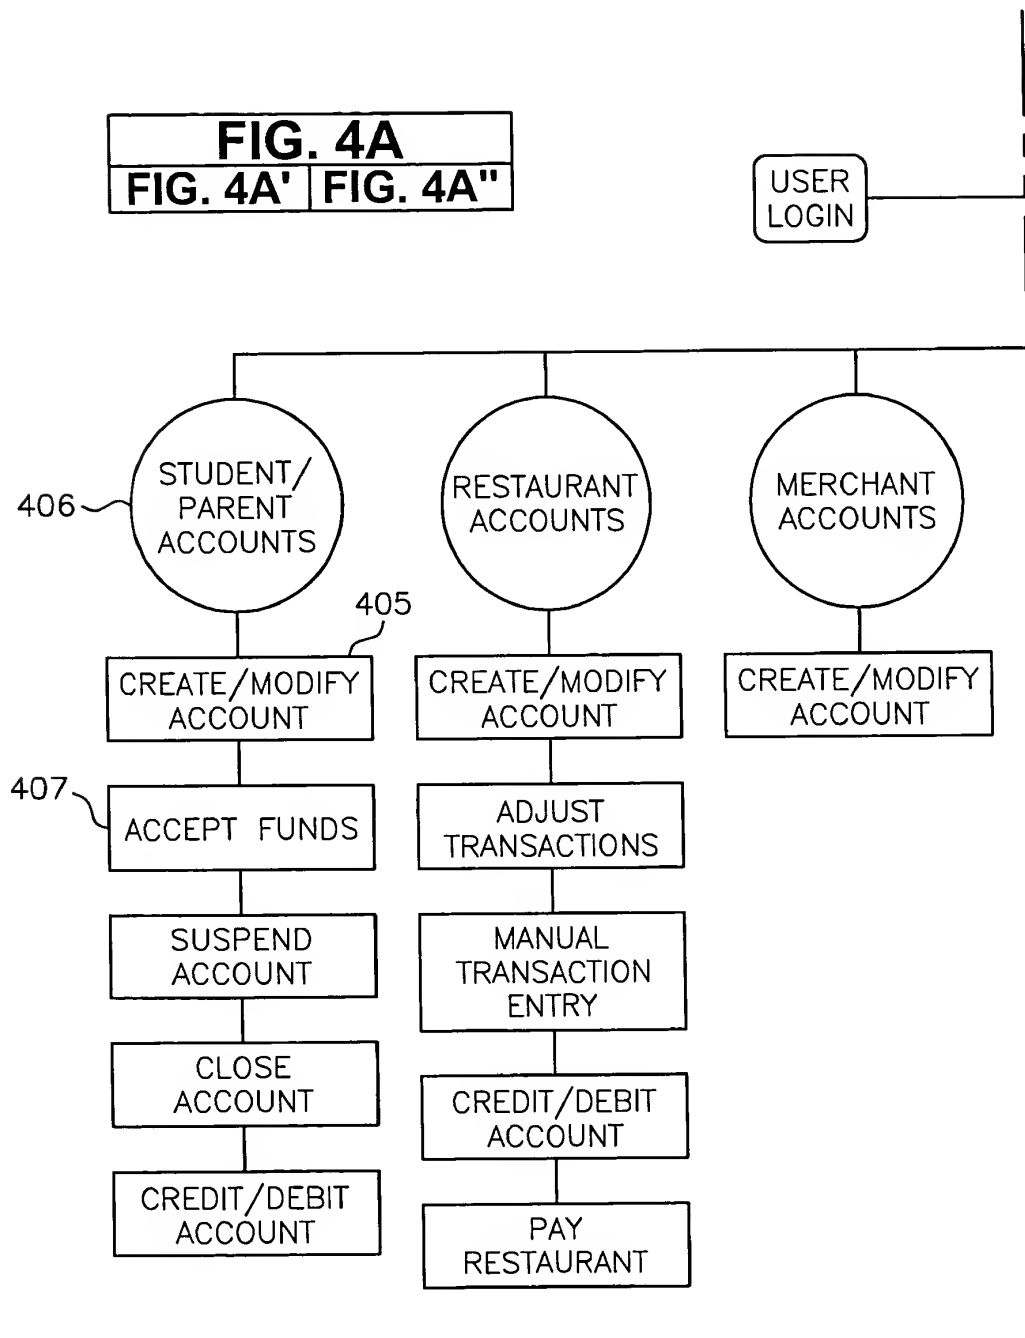 FIG. 4A
FIG. 4A' FIG. 4A"
USER
LOGIN
406
STUDENT/
PARENT
ACCOUNTS
RESTAURANT
ACCOUNTS
MERCHANT
ACCOUNTS
405
CREATE/MODIFY
ACCOUNT
CREATE/MODIFY
ACCOUNT
CREATE/MODIFY
ACCOUNT
407
ACCEPT FUNDS
ADJUST
TRANSACTIONS
SUSPEND
ACCOUNT
MANUAL
TRANSACTION
ENTRY
CLOSE
ACCOUNT
CREDIT/DEBIT
ACCOUNT
CREDIT/DEBIT
ACCOUNT
PAY
RESTAURANT